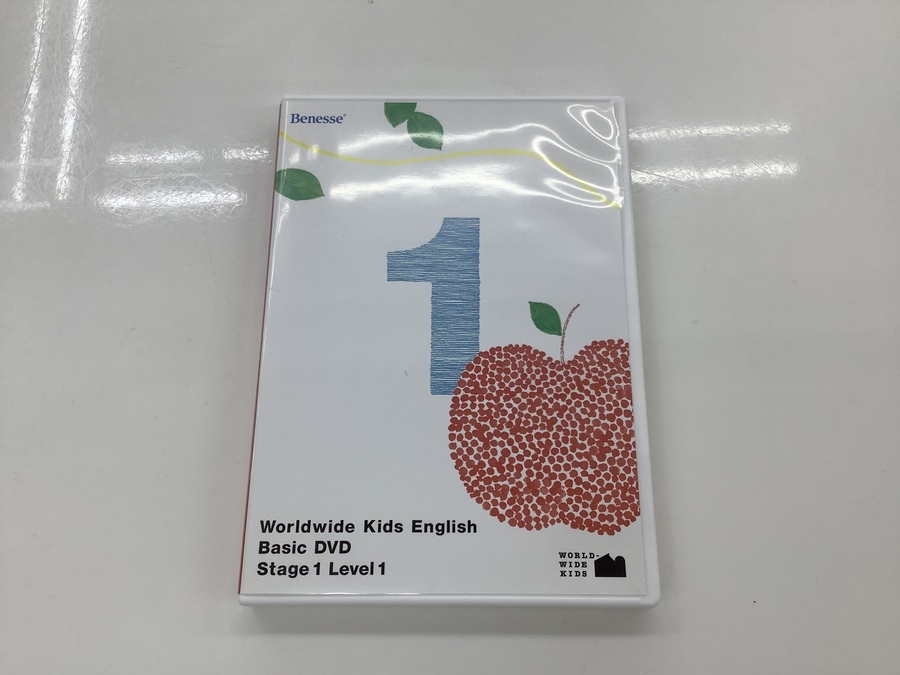 Benesse®
1
Worldwide Kids English
Basic DVD
Stage 1 Level 1
WORLD-
WIDE
KIDS